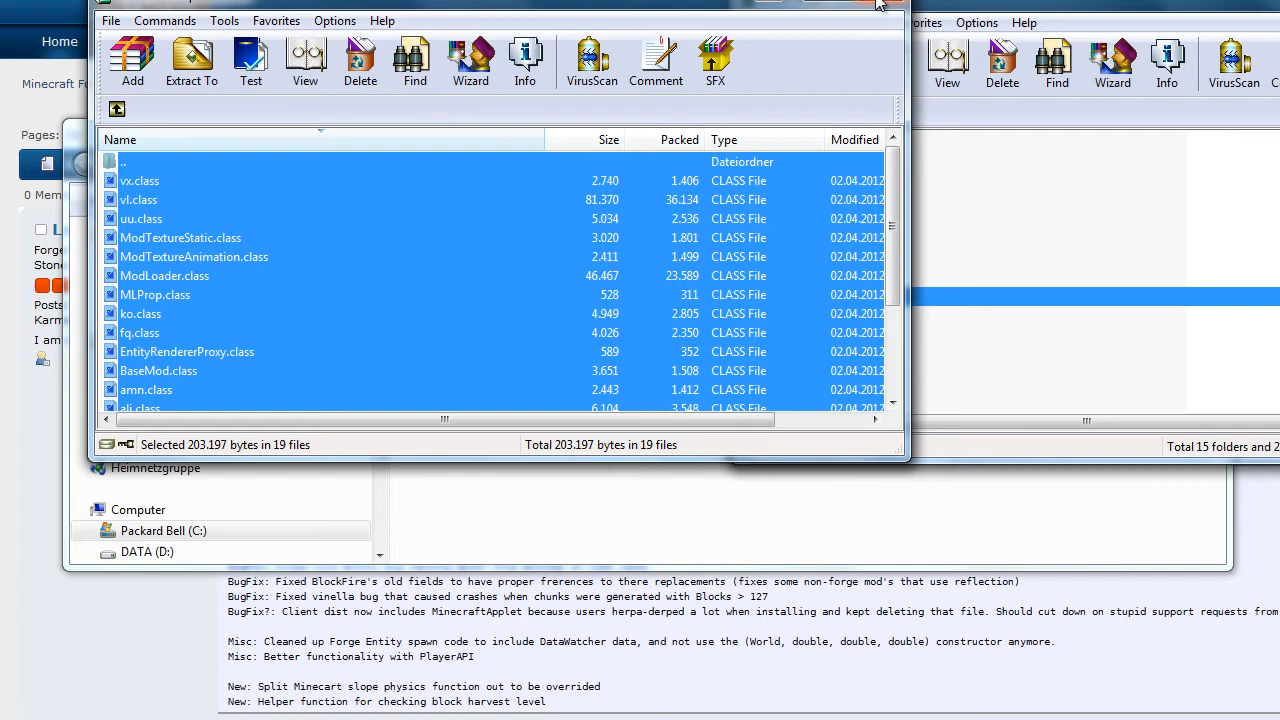 File Commands Tools Favorites Options Help
Add Extract To Test View Delete Find Wizard Info VirusScan Comment SFX
Name Size Packed Type Modified
.. Dateiordner
vx.class 2.740 1.406 CLASS File 02.04.2012
vl.class 81.370 36.134 CLASS File 02.04.2012
uu.class 5.034 2.536 CLASS File 02.04.2012
ModTextureStatic.class 3.020 1.801 CLASS File 02.04.2012
ModTextureAnimation.class 2.411 1.499 CLASS File 02.04.2012
ModLoader.class 46.467 23.589 CLASS File 02.04.2012
MLProp.class 528 311 CLASS File 02.04.2012
ko.class 4.949 2.805 CLASS File 02.04.2012
fq.class 4.026 2.350 CLASS File 02.04.2012
EntityRendererProxy.class 589 352 CLASS File 02.04.2012
BaseMod.class 3.651 1.508 CLASS File 02.04.2012
amn.class 2.443 1.412 CLASS File 02.04.2012
ali.class 6.104 3.548 CLASS File 02.04.2012
Selected 203.197 bytes in 19 files Total 203.197 bytes in 19 files
Options Help
View Delete Find Wizard Info VirusScan
Total 15 folders and 2
Home
Minecraft Fo
Pages:
0 Mem
Forge
Stone
Posts
Karm
I am
Heimnetzgruppe
Computer
Packard Bell (C:)
DATA (D:)
BugFix: Fixed BlockFire's old fields to have proper frerences to there replacements (fixes some non-forge mod's that use reflection)
BugFix: Fixed vinella bug that caused crashes when chunks were generated with Blocks > 127
BugFix?: Client dist now includes MinecraftApplet because users herpa-derped a lot when installing and kept deleting that file. Should cut down on stupid support requests from
Misc: Cleaned up Forge Entity spawn code to include DataWatcher data, and not use the (World, double, double, double) constructor anymore.
Misc: Better functionality with PlayerAPI
New: Split Minecart slope physics function out to be overrided
New: Helper function for checking block harvest level